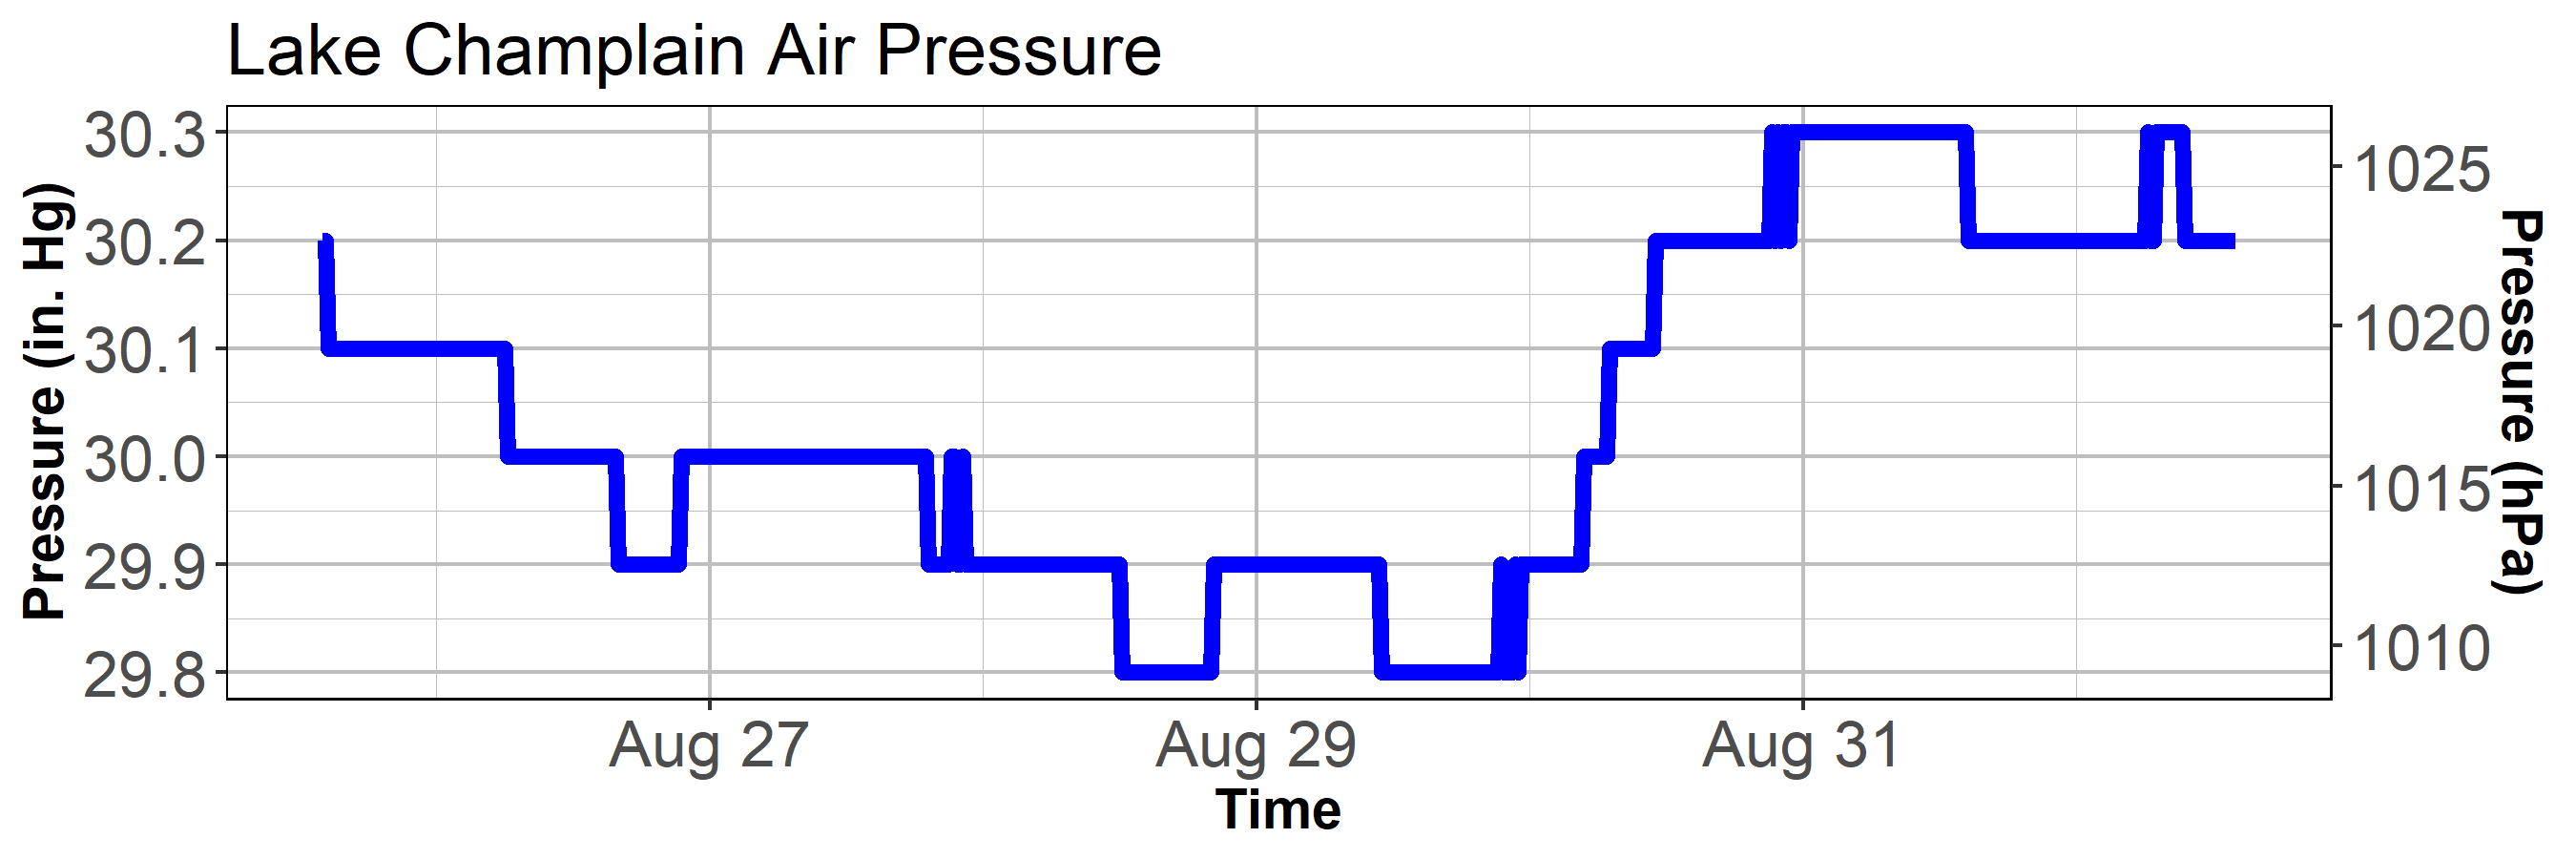 Lake Champlain Air Pressure
30.3
30.2
30.1
30.0
29.9
29.8
Pressure (in. Hg)
1025
1020
1015
1010
Pressure (hPa)
Aug 27
Aug 29
Aug 31
Time